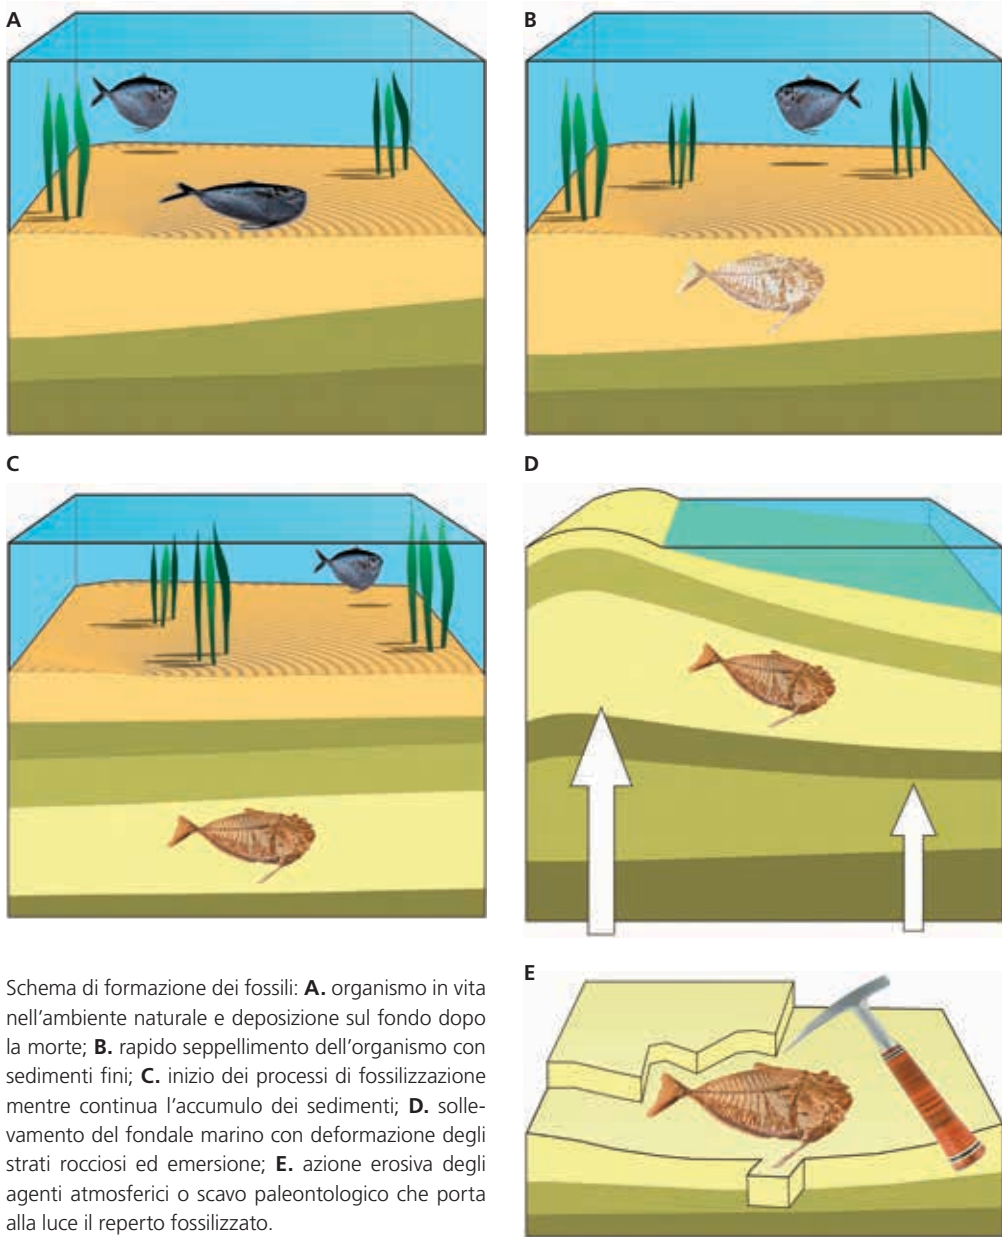 A
B
C
D
E
Schema di formazione dei fossili: A. organismo in vita
nell'ambiente naturale e deposizione sul fondo dopo
la morte; B. rapido seppellimento dell'organismo con
sedimenti fini; C. inizio dei processi di fossilizzazione
mentre continua l'accumulo dei sedimenti; D. solle-
vamento del fondale marino con deformazione degli
strati rocciosi ed emersione; E. azione erosiva degli
agenti atmosferici o scavo paleontologico che porta
alla luce il reperto fossilizzato.